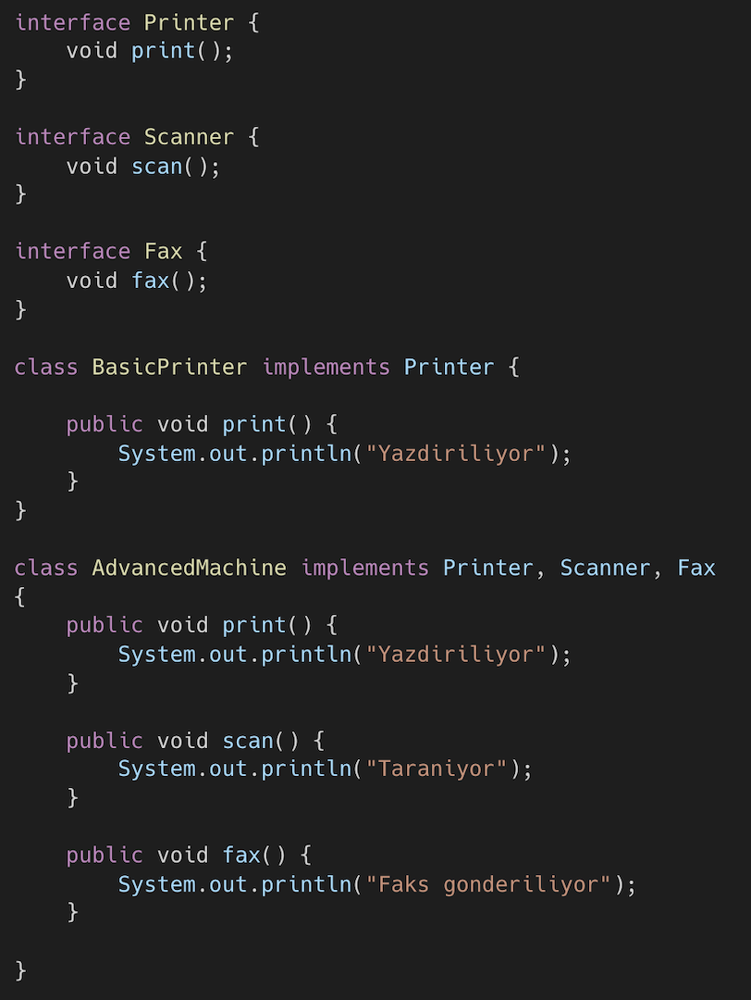 interface Printer {
    void print();
}

interface Scanner {
    void scan();
}

interface Fax {
    void fax();
}

class BasicPrinter implements Printer {

    public void print() {
        System.out.println("Yazdiriliyor");
    }
}

class AdvancedMachine implements Printer, Scanner, Fax
{
    public void print() {
        System.out.println("Yazdiriliyor");
    }

    public void scan() {
        System.out.println("Taraniyor");
    }

    public void fax() {
        System.out.println("Faks gonderiliyor");
    }

}